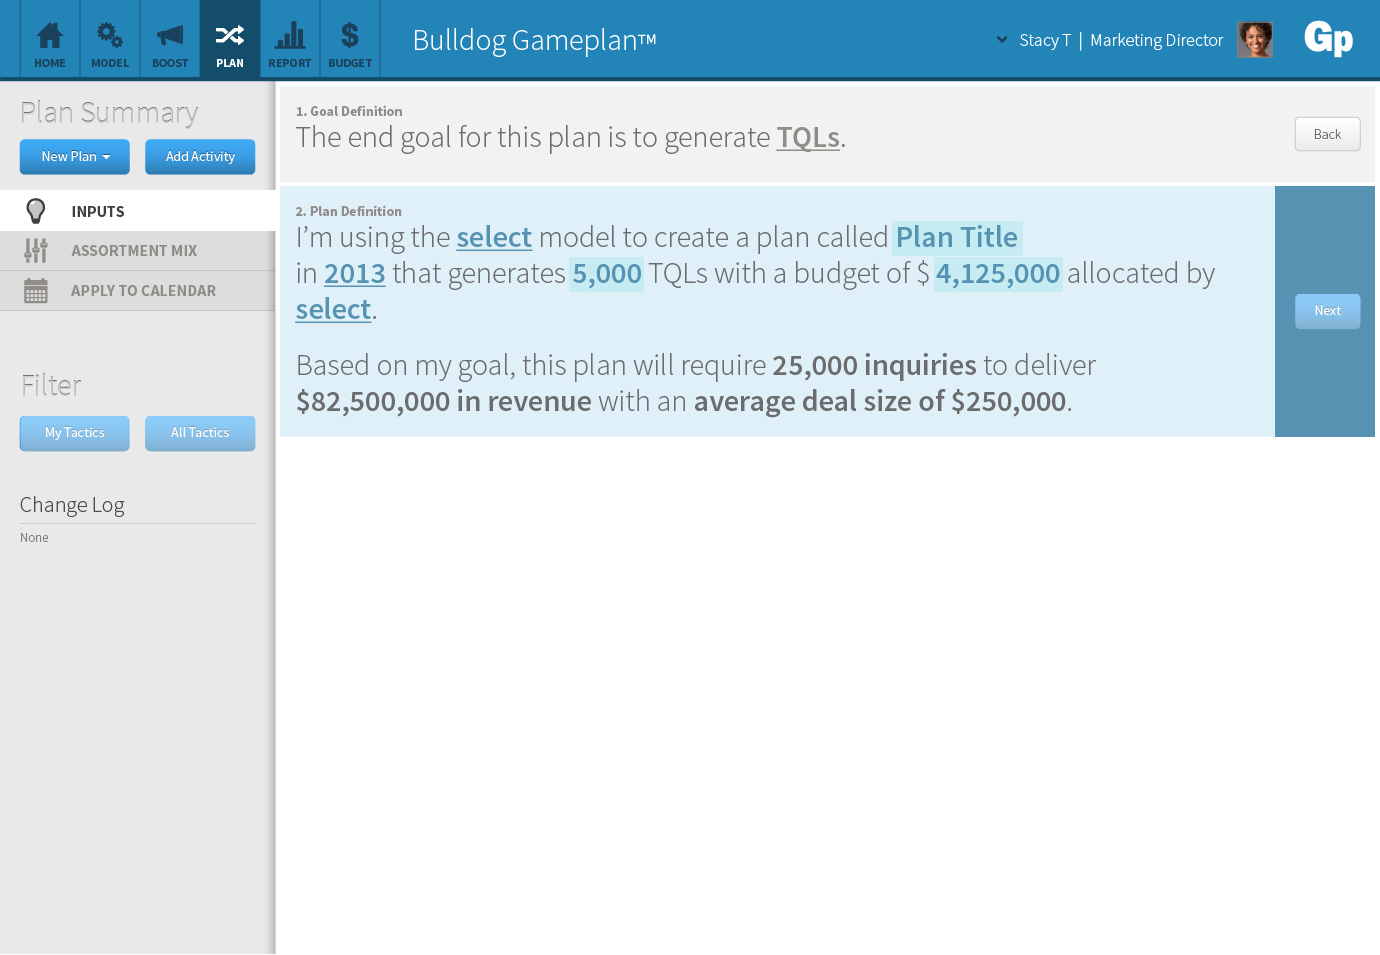 HOME
MODEL
BOOST
PLAN
REPORT
$
BUDGET
Bulldog Gameplan™
Stacy T | Marketing Director
Gp
Plan Summary
New Plan
Add Activity
INPUTS
ASSORTMENT MIX
APPLY TO CALENDAR
Filter
My Tactics
All Tactics
Change Log
None
1. Goal Definition
The end goal for this plan is to generate TQLs.
Back
2. Plan Definition
I’m using the select model to create a plan called Plan Title
in 2013 that generates 5,000 TQLs with a budget of $ 4,125,000 allocated by
select.
Based on my goal, this plan will require 25,000 inquiries to deliver
$82,500,000 in revenue with an average deal size of $250,000.
Next